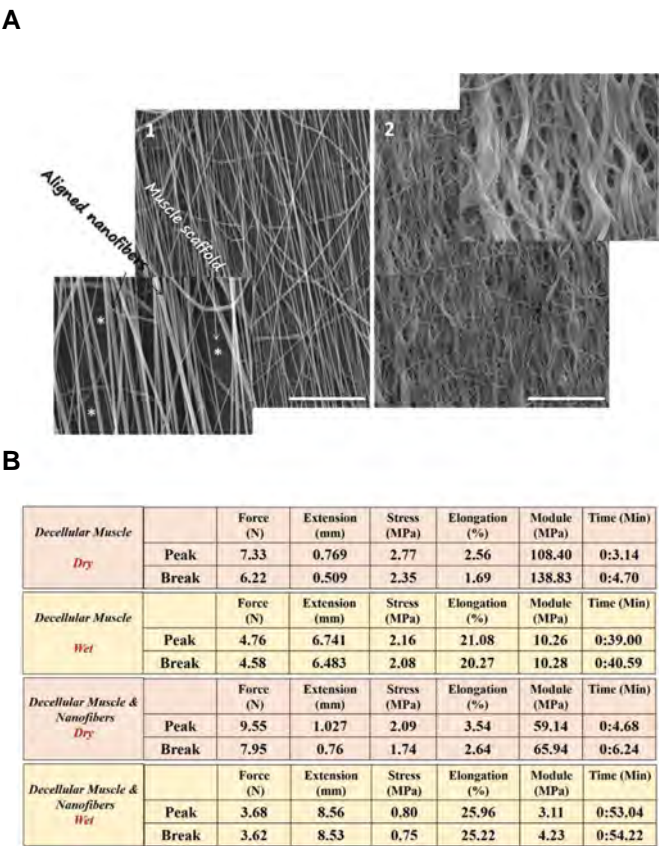 A
1
2
Aligned nanofibers
Muscle scaffold
*
*
*
B
Decellular Muscle
Dry
Force (N) Extension (mm) Stress (MPa) Elongation (%) Module (MPa) Time (Min)
Peak 7.33 0.769 2.77 2.56 108.40 0:3.14
Break 6.22 0.509 2.35 1.69 138.83 0:4.70
Decellular Muscle
Wet
Force (N) Extension (mm) Stress (MPa) Elongation (%) Module (MPa) Time (Min)
Peak 4.76 6.741 2.16 21.08 10.26 0:39.00
Break 4.58 6.483 2.08 20.27 10.28 0:40.59
Decellular Muscle & Nanofibers
Dry
Force (N) Extension (mm) Stress (MPa) Elongation (%) Module (MPa) Time (Min)
Peak 9.55 1.027 2.09 3.54 59.14 0:4.68
Break 7.95 0.76 1.74 2.64 65.94 0:6.24
Decellular Muscle & Nanofibers
Wet
Force (N) Extension (mm) Stress (MPa) Elongation (%) Module (MPa) Time (Min)
Peak 3.68 8.56 0.80 25.96 3.11 0:53.04
Break 3.62 8.53 0.75 25.22 4.23 0:54.22